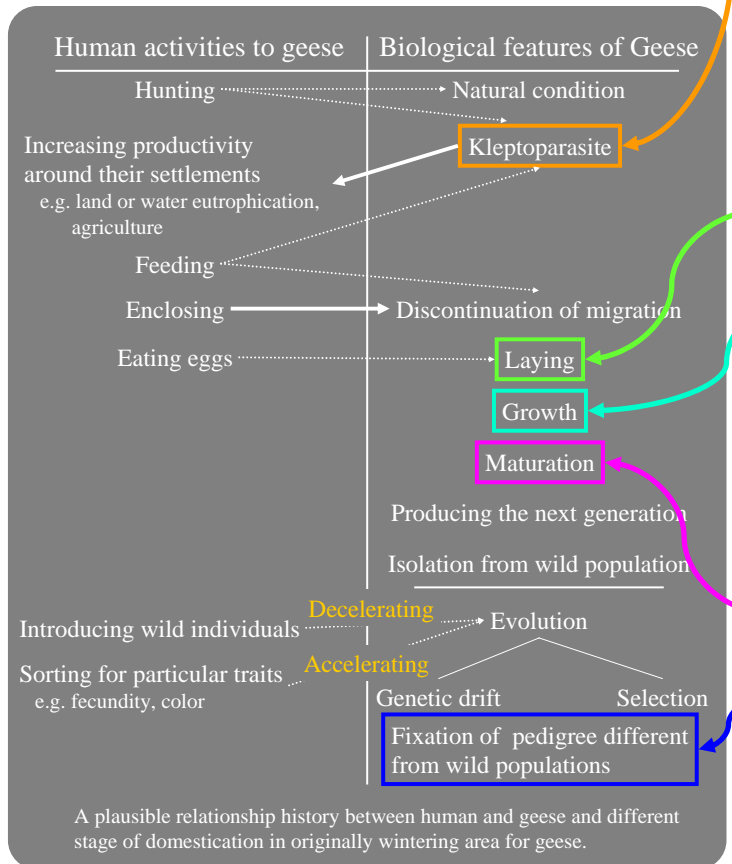 Human activities to geese
Biological features of Geese
Hunting
Natural condition
Kleptoparasite
Increasing productivity
around their settlements
e.g. land or water eutrophication,
agriculture
Feeding
Enclosing
Discontinuation of migration
Eating eggs
Laying
Growth
Maturation
Producing the next generation
Isolation from wild population
Decelerating
Introducing wild individuals
Evolution
Accelerating
Sorting for particular traits
e.g. fecundity, color
Genetic drift
Selection
Fixation of pedigree different
from wild populations
A plausible relationship history between human and geese and different
stage of domestication in originally wintering area for geese.